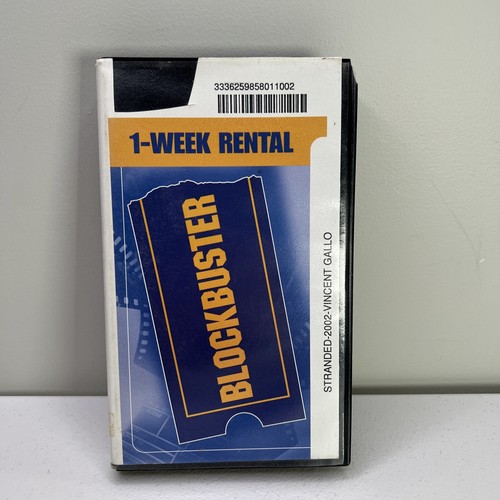 3336259858011002
1-WEEK RENTAL
BLOCKBUSTER
STRANDED-2002-VINCENT GALLO